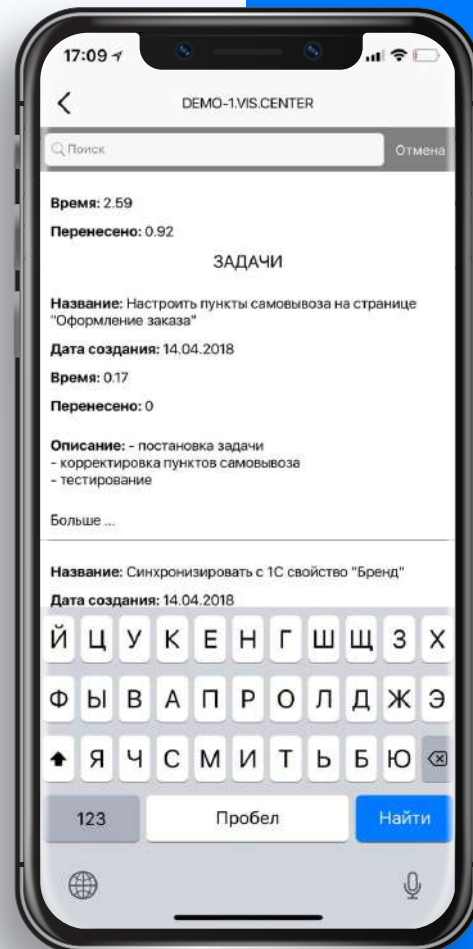 17:09
DEMO-1.VIS.CENTER
Поиск
Отмена
Время: 2.59
Перенесено: 0.92
ЗАДАЧИ
Название: Настроить пункты самовывоза на странице
"Оформление заказа"
Дата создания: 14.04.2018
Время: 0.17
Перенесено: 0
Описание: - постановка задачи
- корректировка пунктов самовывоза
- тестирование
Больше ...
Название: Синхронизировать с 1С свойство "Бренд"
Дата создания: 14.04.2018
Й Ц У К Е Н Г Ш Щ З Х
Ф Ы В А П Р О Л Д Ж Э
Я Ч С М И Т Ь Б Ю
123 Пробел Найти